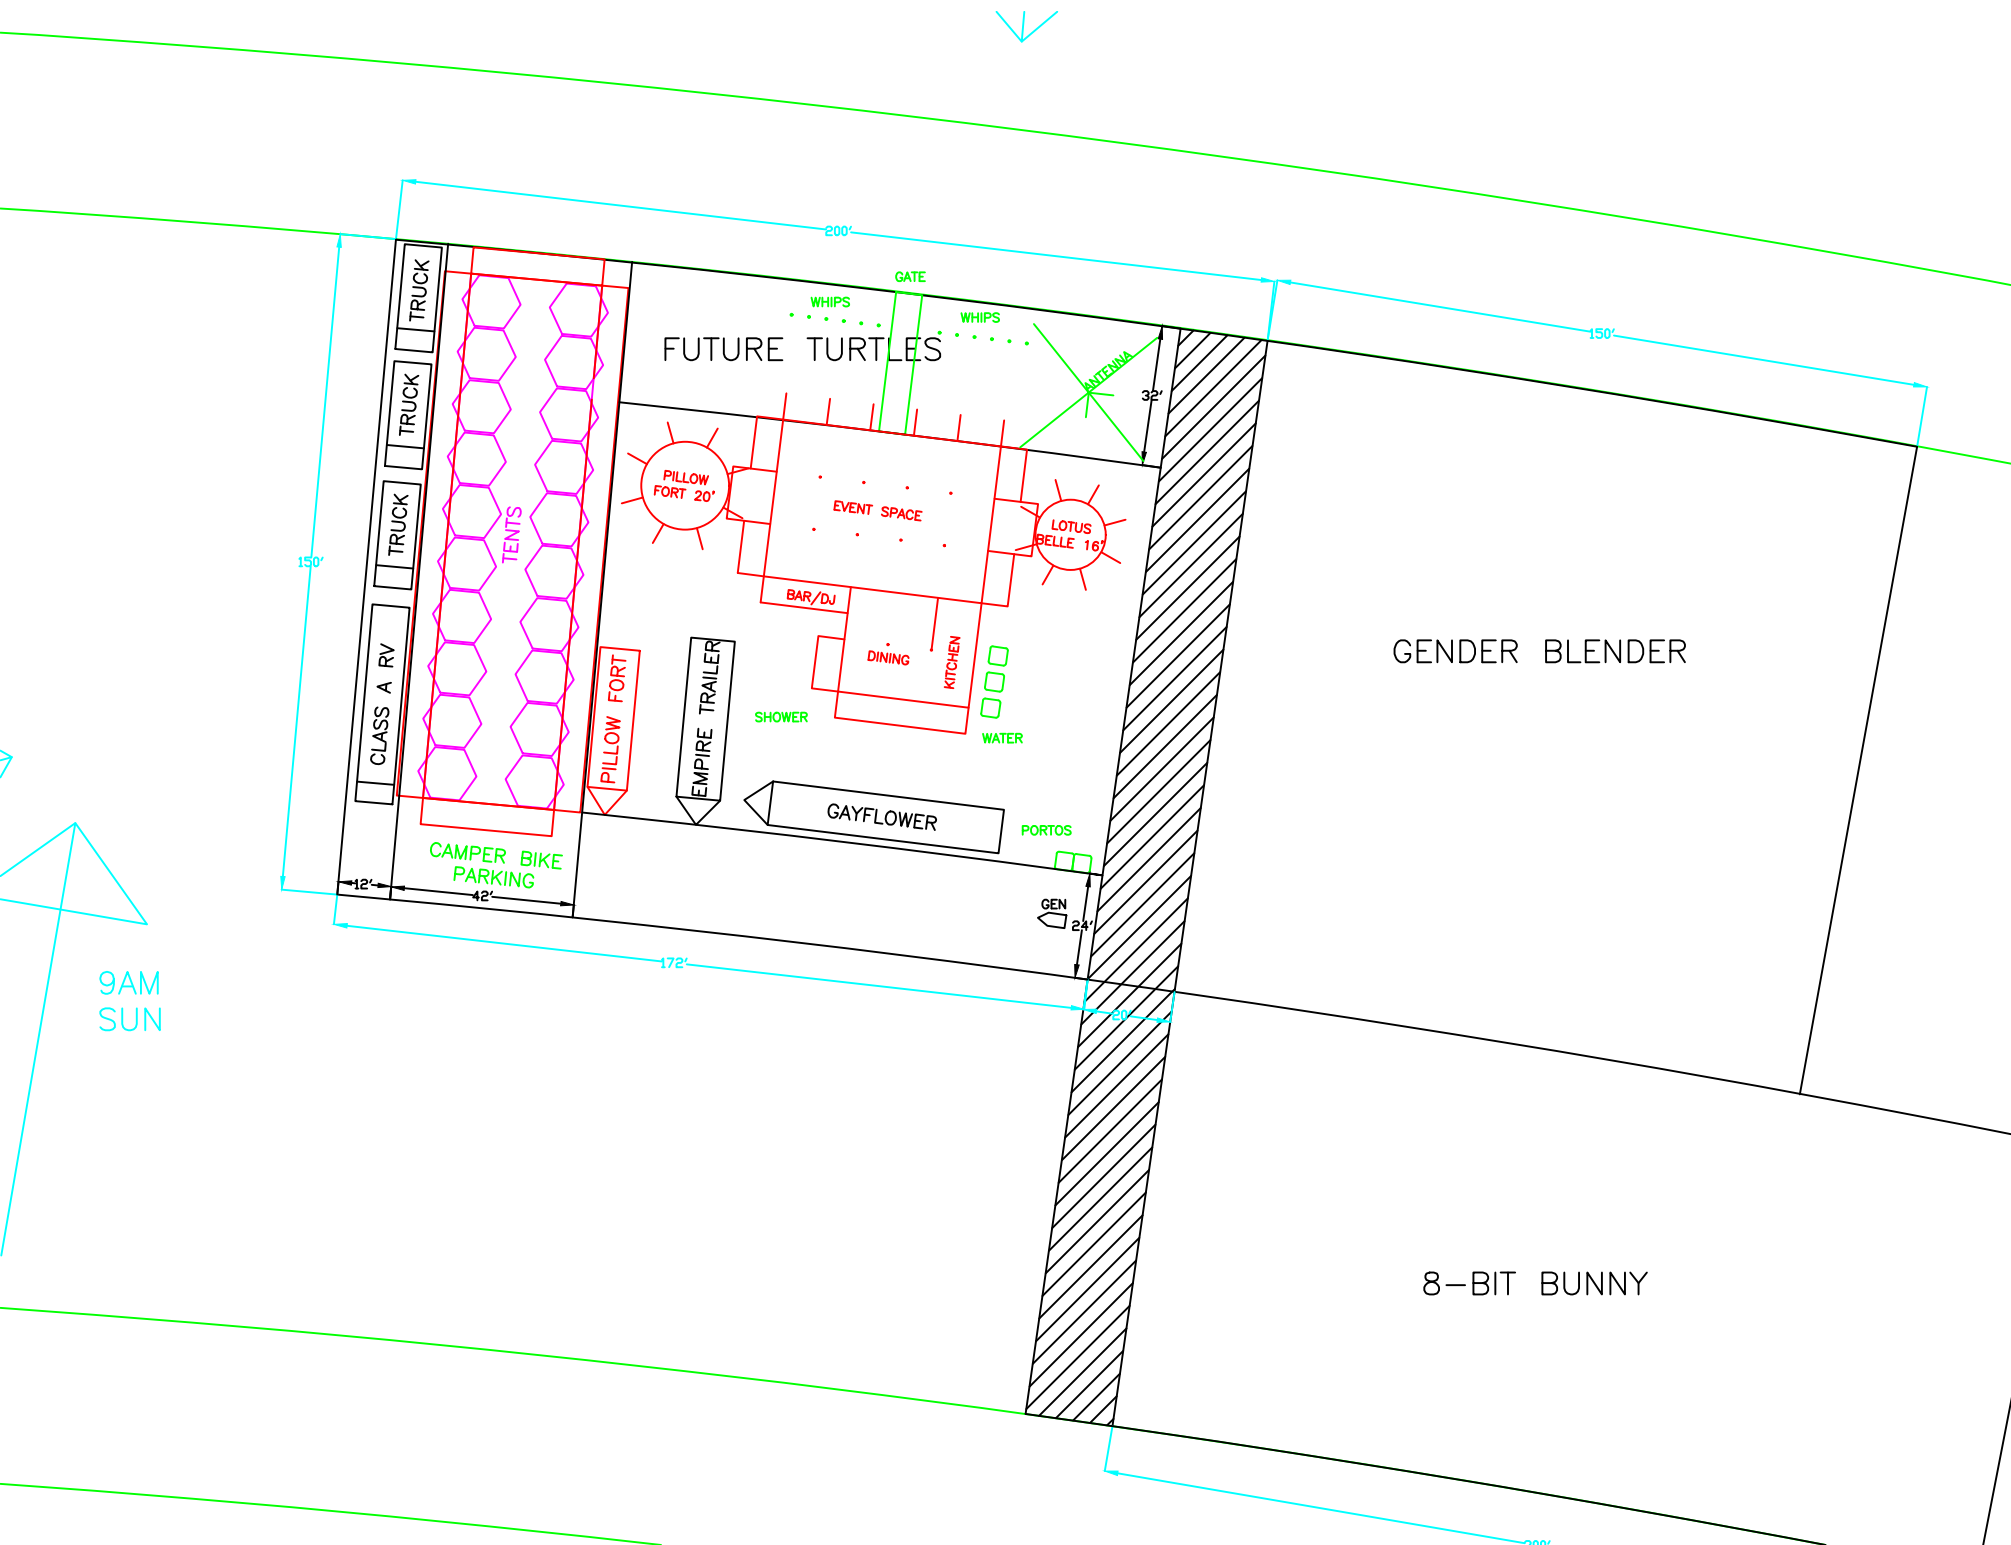 200'
GATE
WHIPS
WHIPS
150'
FUTURE TURTLES
TRUCK
ANTENNA
32'
TRUCK
PILLOW
FORT 20'
EVENT SPACE
LOTUS
BELLE 16'
TRUCK
TENTS
150'
BAR/DJ
DINING
KITCHEN
GENDER BLENDER
CLASS A RV
PILLOW FORT
EMPIRE TRAILER
SHOWER
WATER
GAYFLOWER
PORTOS
CAMPER BIKE
PARKING
12'
42'
GEN
24'
172'
20'
9AM
SUN
8-BIT BUNNY